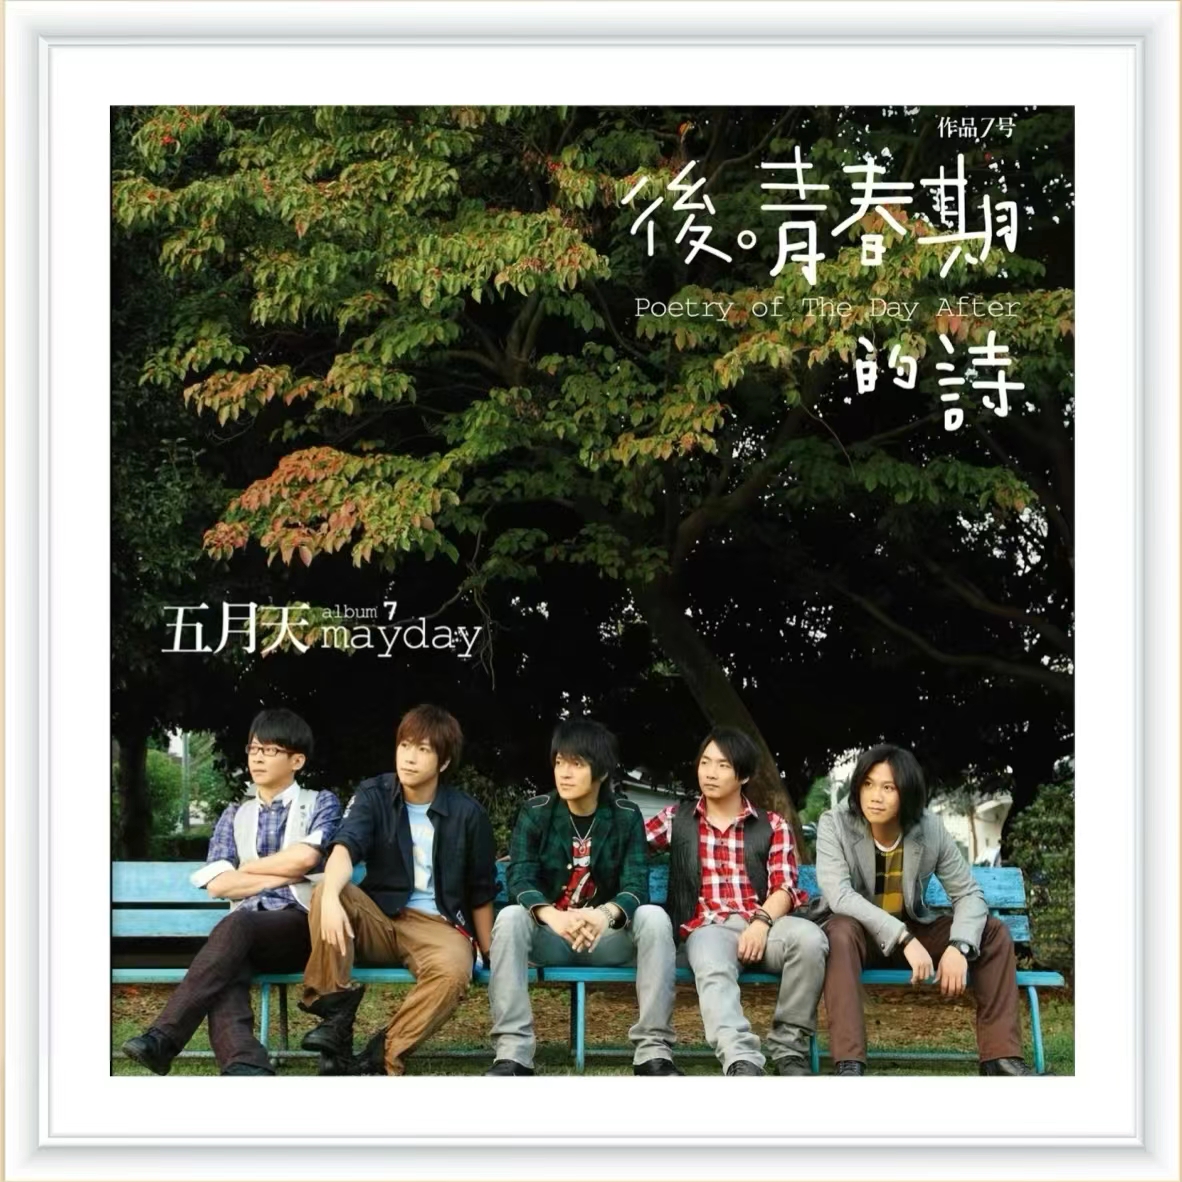 作品7号
後。青春期
Poetry of The Day After
的詩
五月天
album 7
mayday